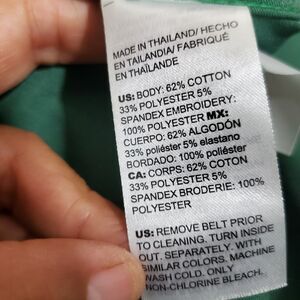 MADE IN THAILAND/ HECHO
EN TAILANDIA/ FABRIQUÉ
EN THAÏLANDE
US: BODY: 62% COTTON
33% POLYESTER 5%
SPANDEX EMBROIDERY:
100% POLYESTER MX:
CUERPO: 62% ALGODÓN
33% poliéster 5% elastano
BORDADO: 100% poliéster
CA: CORPS: 62% COTON
33% POLYESTER 5%
SPANDEX BRODERIE: 100%
POLYESTER
US: REMOVE BELT PRIOR
TO CLEANING. TURN INSIDE
OUT. SEPARATELY. WITH
SIMILAR COLORS. MACHINE
WASH COLD. ONLY
NON-CHLORINE BLEACH.